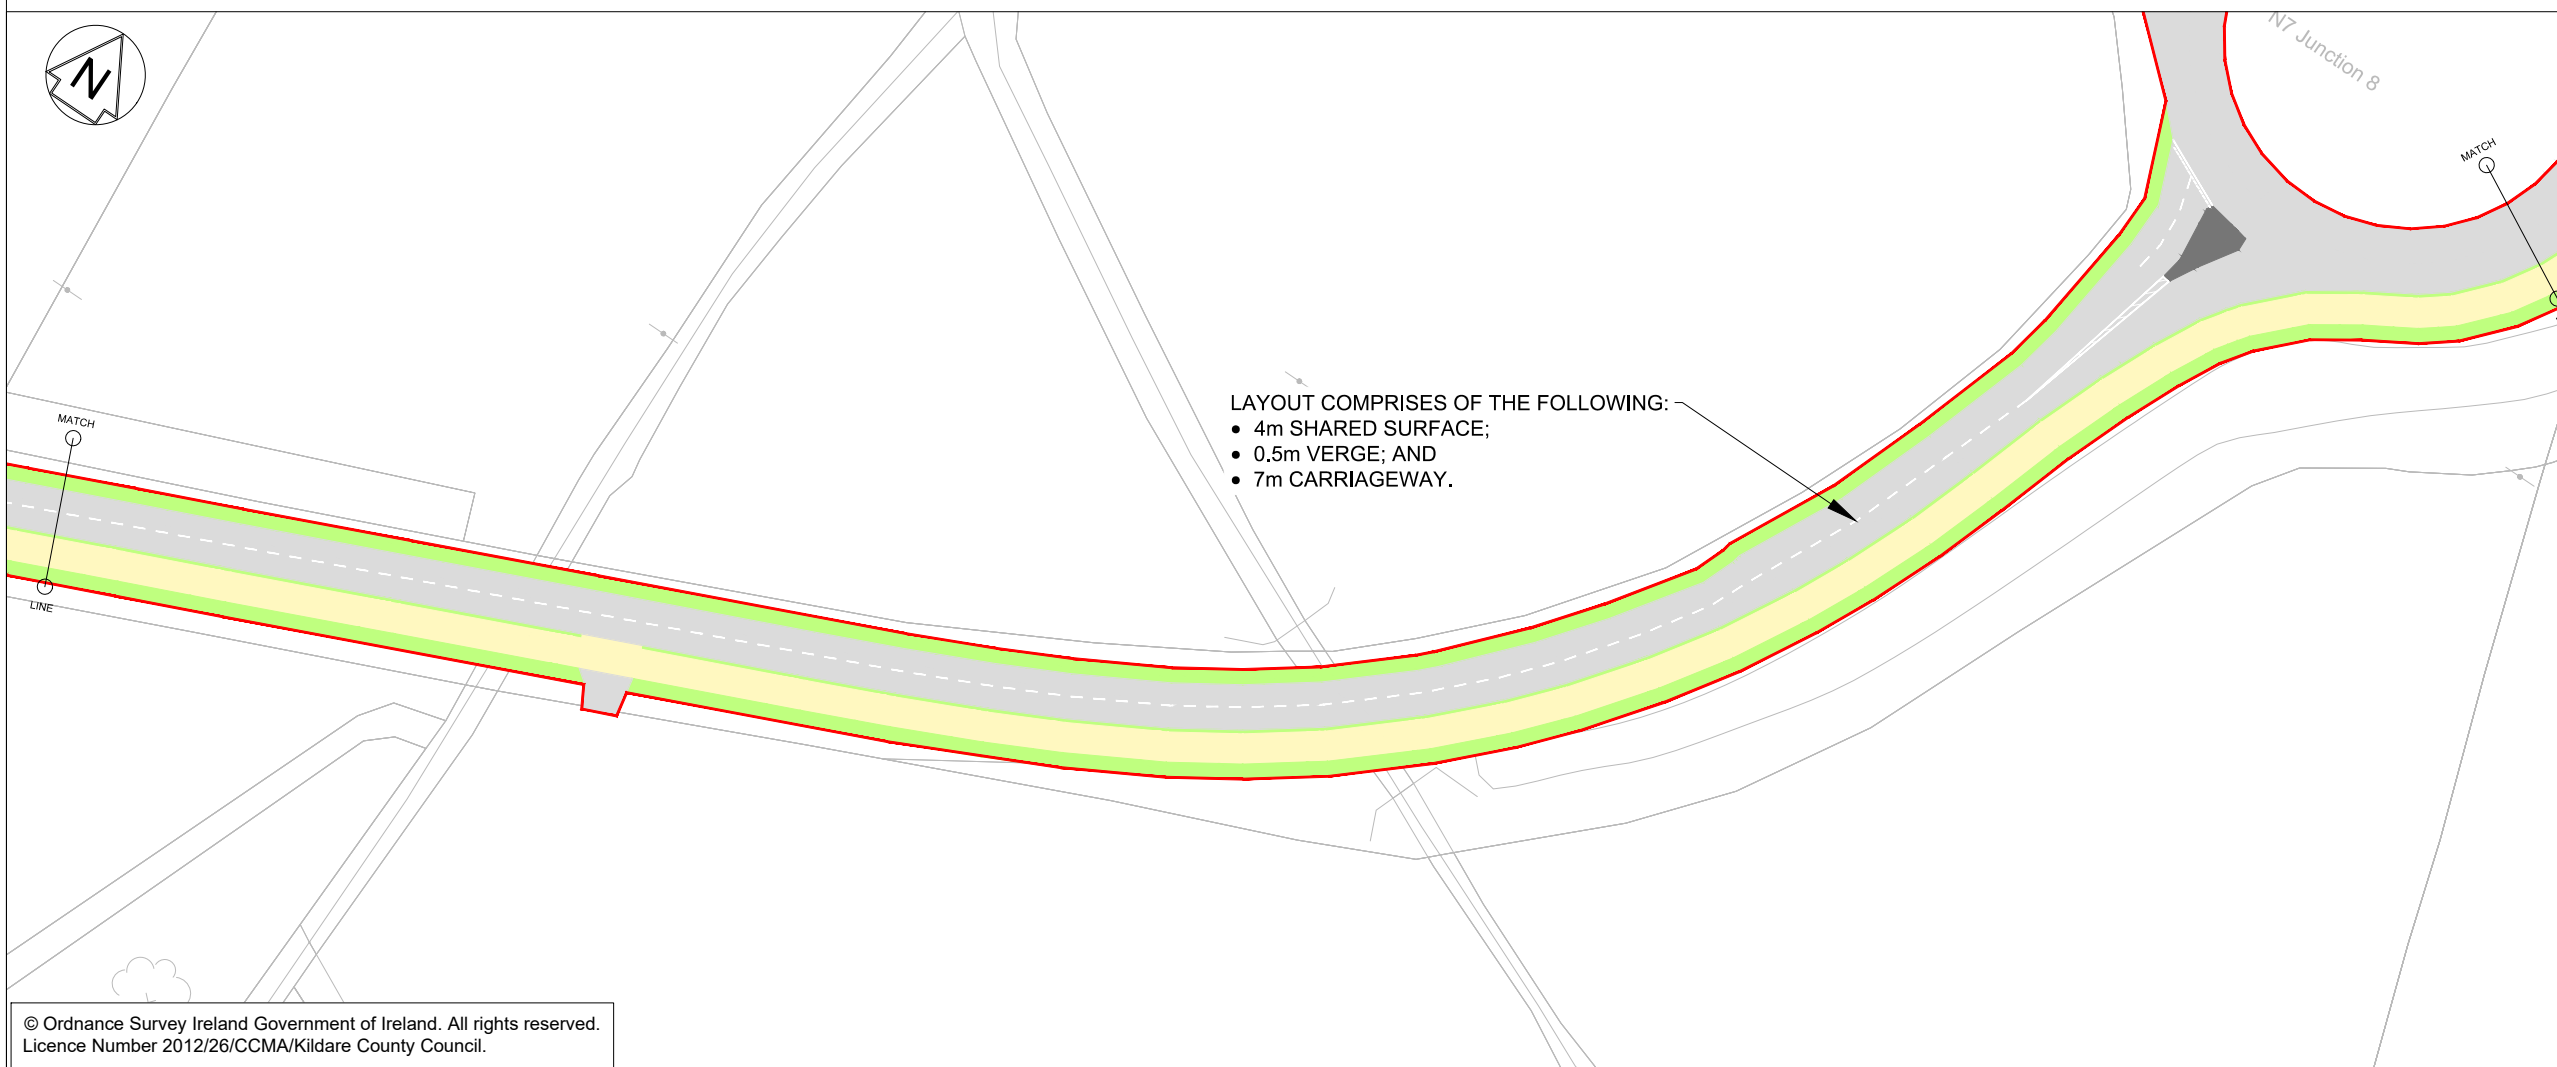 N
N7 Junction 8
MATCH
MATCH
LINE
LAYOUT COMPRISES OF THE FOLLOWING:
• 4m SHARED SURFACE;
• 0.5m VERGE; AND
• 7m CARRIAGEWAY.
© Ordnance Survey Ireland Government of Ireland. All rights reserved.
Licence Number 2012/26/CCMA/Kildare County Council.